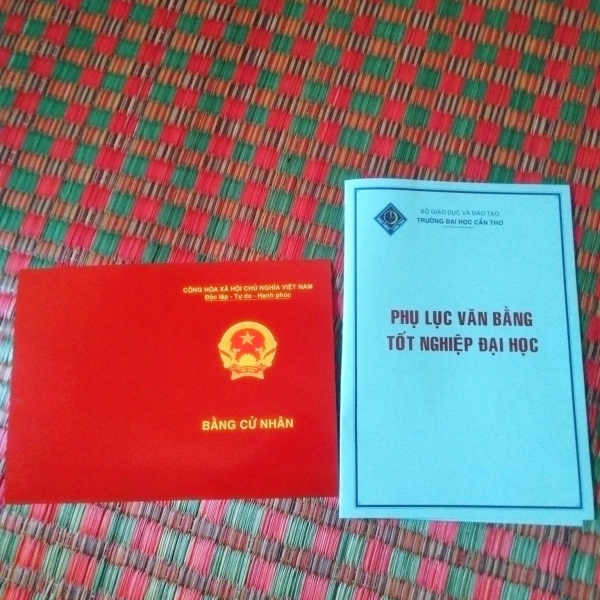 CỘNG HÒA XÃ HỘI CHỦ NGHĨA VIỆT NAM
Độc lập - Tự do - Hạnh phúc
BẰNG CỬ NHÂN
BỘ GIÁO DỤC VÀ ĐÀO TẠO
TRƯỜNG ĐẠI HỌC CẦN THƠ
PHỤ LỤC VĂN BẰNG
TỐT NGHIỆP ĐẠI HỌC